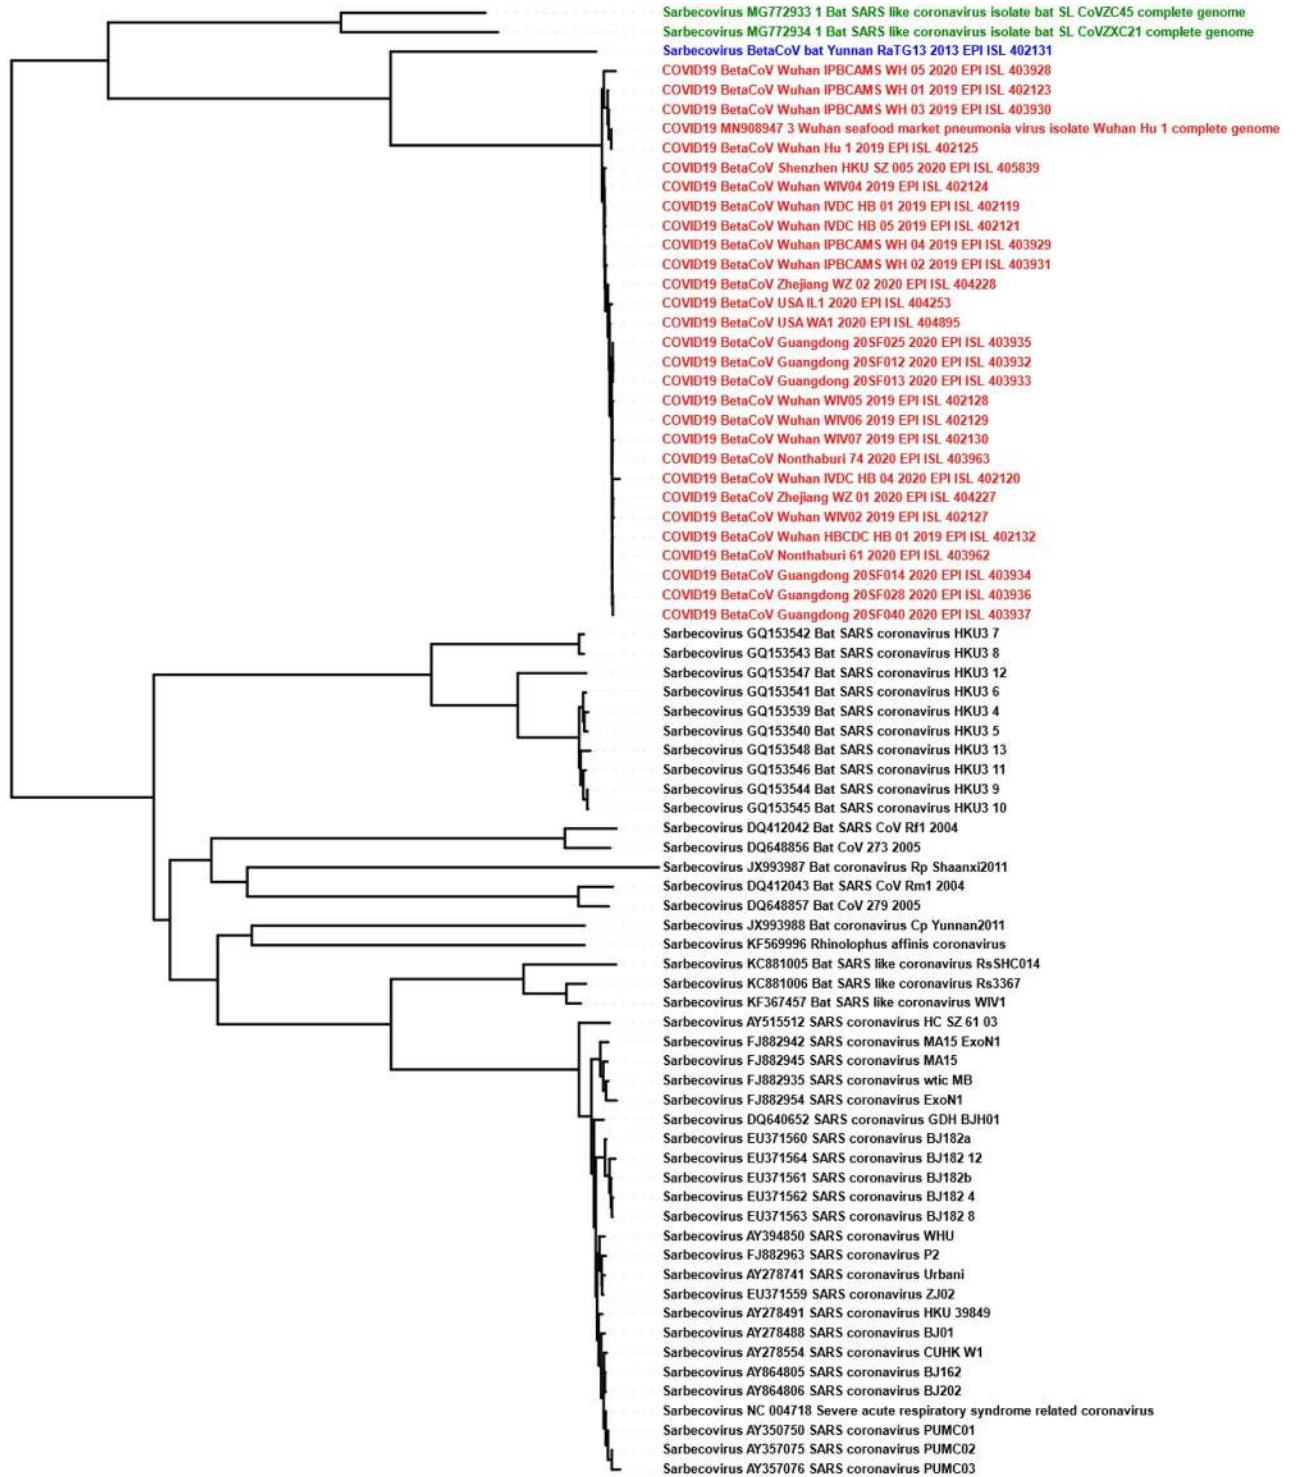 Sarbecovirus MG772933 1 Bat SARS like coronavirus isolate bat SL CoVZC45 complete genome
Sarbecovirus MG772934 1 Bat SARS like coronavirus isolate bat SL CoVZXC21 complete genome
Sarbecovirus BetaCoV bat Yunnan RaTG13 2013 EPI ISL 402131
COVID19 BetaCoV Wuhan IPBCAMS WH 05 2020 EPI ISL 403928
COVID19 BetaCoV Wuhan IPBCAMS WH 01 2019 EPI ISL 402123
COVID19 BetaCoV Wuhan IPBCAMS WH 03 2019 EPI ISL 403930
COVID19 MN908947 3 Wuhan seafood market pneumonia virus isolate Wuhan Hu 1 complete genome
COVID19 BetaCoV Wuhan Hu 1 2019 EPI ISL 402125
COVID19 BetaCoV Shenzhen HKU SZ 005 2020 EPI ISL 405839
COVID19 BetaCoV Wuhan WIV04 2019 EPI ISL 402124
COVID19 BetaCoV Wuhan IVDC HB 01 2019 EPI ISL 402119
COVID19 BetaCoV Wuhan IVDC HB 05 2019 EPI ISL 402121
COVID19 BetaCoV Wuhan IPBCAMS WH 04 2019 EPI ISL 403929
COVID19 BetaCoV Wuhan IPBCAMS WH 02 2019 EPI ISL 403931
COVID19 BetaCoV Zhejiang WZ 02 2020 EPI ISL 404228
COVID19 BetaCoV USA IL1 2020 EPI ISL 404253
COVID19 BetaCoV USA WA1 2020 EPI ISL 404895
COVID19 BetaCoV Guangdong 20SF025 2020 EPI ISL 403935
COVID19 BetaCoV Guangdong 20SF012 2020 EPI ISL 403932
COVID19 BetaCoV Guangdong 20SF013 2020 EPI ISL 403933
COVID19 BetaCoV Wuhan WIV05 2019 EPI ISL 402128
COVID19 BetaCoV Wuhan WIV06 2019 EPI ISL 402129
COVID19 BetaCoV Wuhan WIV07 2019 EPI ISL 402130
COVID19 BetaCoV Nonthaburi 74 2020 EPI ISL 403963
COVID19 BetaCoV Wuhan IVDC HB 04 2020 EPI ISL 402120
COVID19 BetaCoV Zhejiang WZ 01 2020 EPI ISL 404227
COVID19 BetaCoV Wuhan WIV02 2019 EPI ISL 402127
COVID19 BetaCoV Wuhan HBCDC HB 01 2019 EPI ISL 402132
COVID19 BetaCoV Nonthaburi 61 2020 EPI ISL 403962
COVID19 BetaCoV Guangdong 20SF014 2020 EPI ISL 403934
COVID19 BetaCoV Guangdong 20SF028 2020 EPI ISL 403936
COVID19 BetaCoV Guangdong 20SF040 2020 EPI ISL 403937
Sarbecovirus GQ153542 Bat SARS coronavirus HKU3 7
Sarbecovirus GQ153543 Bat SARS coronavirus HKU3 8
Sarbecovirus GQ153547 Bat SARS coronavirus HKU3 12
Sarbecovirus GQ153541 Bat SARS coronavirus HKU3 6
Sarbecovirus GQ153539 Bat SARS coronavirus HKU3 4
Sarbecovirus GQ153540 Bat SARS coronavirus HKU3 5
Sarbecovirus GQ153548 Bat SARS coronavirus HKU3 13
Sarbecovirus GQ153546 Bat SARS coronavirus HKU3 11
Sarbecovirus GQ153544 Bat SARS coronavirus HKU3 9
Sarbecovirus GQ153545 Bat SARS coronavirus HKU3 10
Sarbecovirus DQ412042 Bat SARS CoV Rf1 2004
Sarbecovirus DQ648856 Bat CoV 273 2005
Sarbecovirus JX993987 Bat coronavirus Rp Shaanxi2011
Sarbecovirus DQ412043 Bat SARS CoV Rm1 2004
Sarbecovirus DQ648857 Bat CoV 279 2005
Sarbecovirus JX993988 Bat coronavirus Cp Yunnan2011
Sarbecovirus KF569996 Rhinolophus affinis coronavirus
Sarbecovirus KC881005 Bat SARS like coronavirus RsSHC014
Sarbecovirus KC881006 Bat SARS like coronavirus Rs3367
Sarbecovirus KF367457 Bat SARS like coronavirus WIV1
Sarbecovirus AY515512 SARS coronavirus HC SZ 61 03
Sarbecovirus FJ882942 SARS coronavirus MA15 ExoN1
Sarbecovirus FJ882945 SARS coronavirus MA15
Sarbecovirus FJ882935 SARS coronavirus wtic MB
Sarbecovirus FJ882954 SARS coronavirus ExoN1
Sarbecovirus DQ640652 SARS coronavirus GDH BJH01
Sarbecovirus EU371560 SARS coronavirus BJ182a
Sarbecovirus EU371564 SARS coronavirus BJ182 12
Sarbecovirus EU371561 SARS coronavirus BJ182b
Sarbecovirus EU371562 SARS coronavirus BJ182 4
Sarbecovirus EU371563 SARS coronavirus BJ182 8
Sarbecovirus AY394850 SARS coronavirus WHU
Sarbecovirus FJ882963 SARS coronavirus P2
Sarbecovirus AY278741 SARS coronavirus Urbani
Sarbecovirus EU371559 SARS coronavirus ZJ02
Sarbecovirus AY278491 SARS coronavirus HKU 39849
Sarbecovirus AY278488 SARS coronavirus BJ01
Sarbecovirus AY278554 SARS coronavirus CUHK W1
Sarbecovirus AY864805 SARS coronavirus BJ162
Sarbecovirus AY864806 SARS coronavirus BJ202
Sarbecovirus NC 004718 Severe acute respiratory syndrome related coronavirus
Sarbecovirus AY350750 SARS coronavirus PUMC01
Sarbecovirus AY357075 SARS coronavirus PUMC02
Sarbecovirus AY357076 SARS coronavirus PUMC03